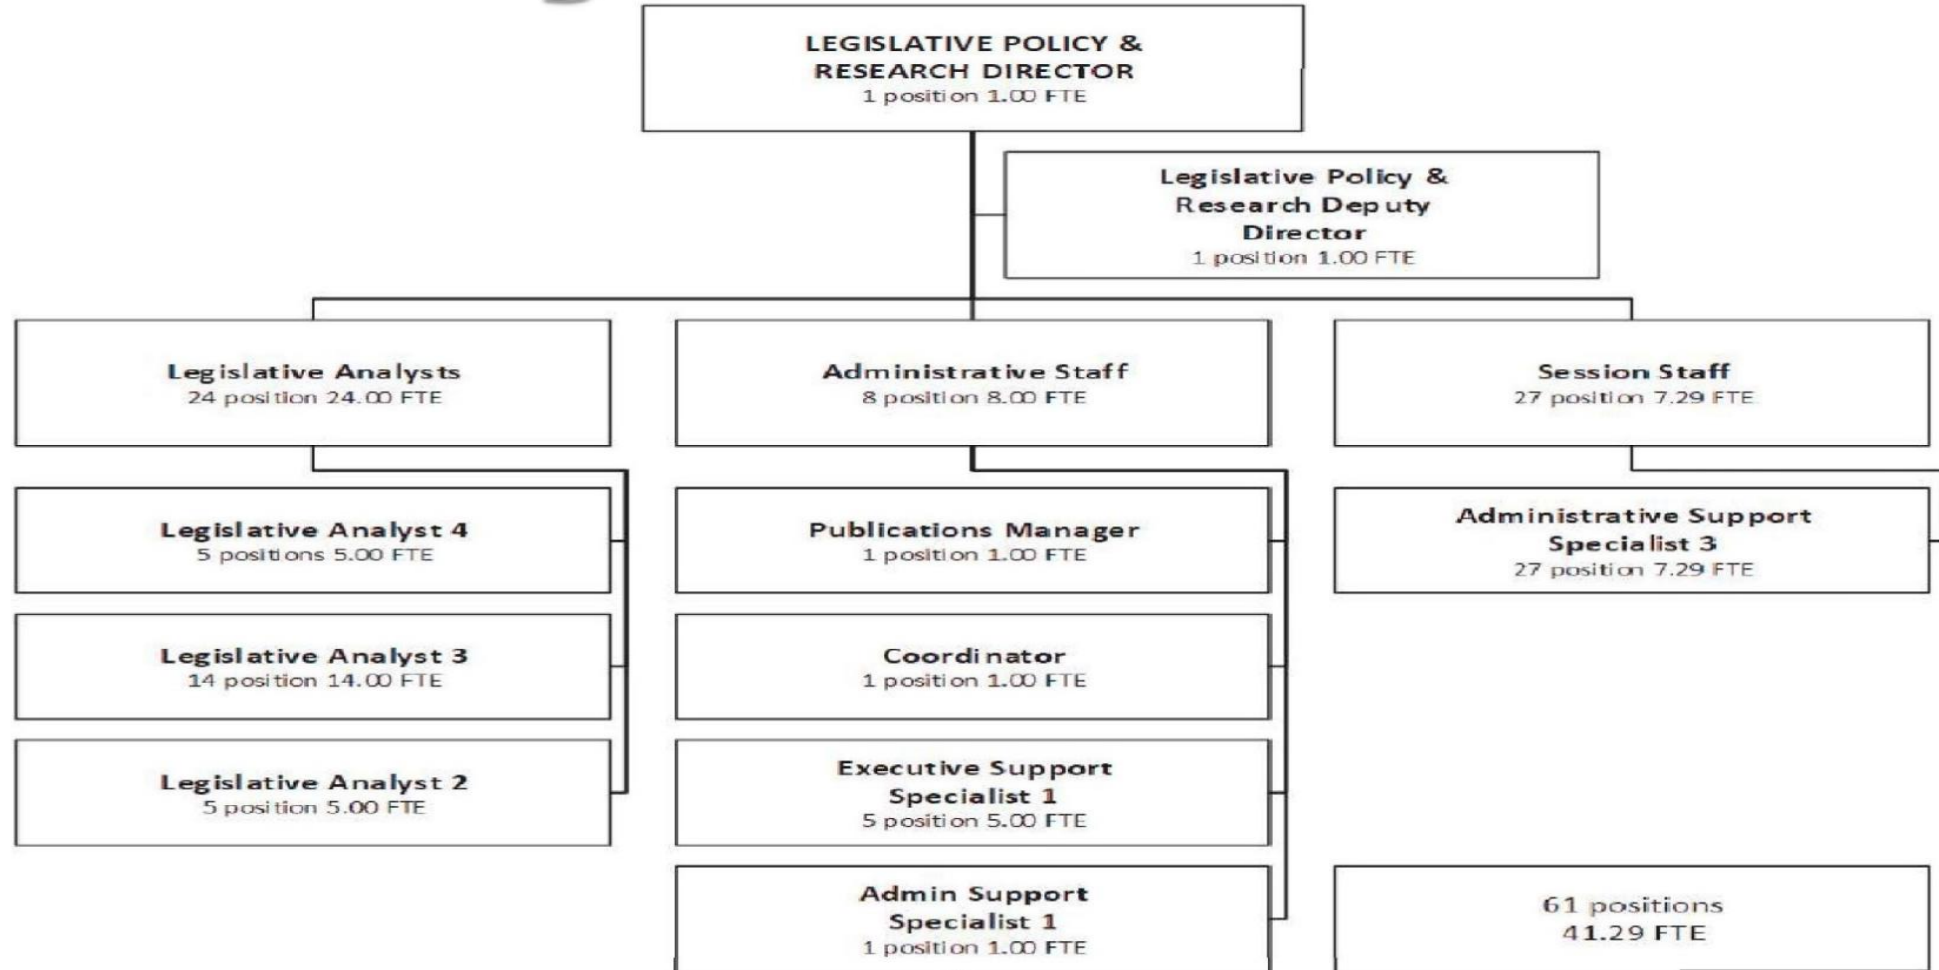 LEGISLATIVE POLICY &
RESEARCH DIRECTOR
1 position 1.00 FTE
Legislative Policy &
Research Deputy
Director
1 position 1.00 FTE
Legislative Analysts
24 position 24.00 FTE
Administrative Staff
8 position 8.00 FTE
Session Staff
27 position 7.29 FTE
Legislative Analyst 4
5 positions 5.00 FTE
Publications Manager
1 position 1.00 FTE
Administrative Support
Specialist 3
27 position 7.29 FTE
Legislative Analyst 3
14 position 14.00 FTE
Coordinator
1 position 1.00 FTE
Legislative Analyst 2
5 position 5.00 FTE
Executive Support
Specialist 1
5 position 5.00 FTE
Admin Support
Specialist 1
1 position 1.00 FTE
61 positions
41.29 FTE